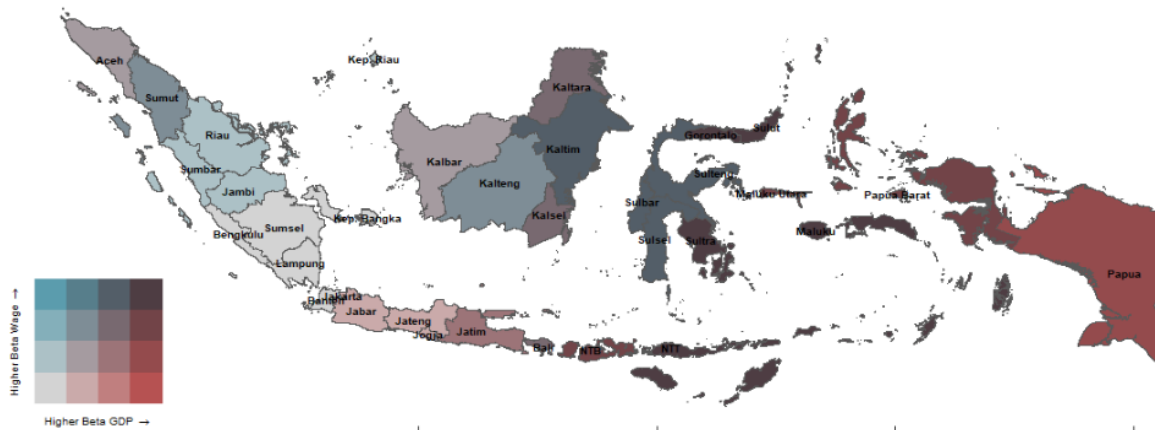 Aceh
Kep. Riau
Sumut
Kaltara
Riau
Gorontalo
Sulut
Kalbar
Kaltim
Sumbar
Sulteng
Jambi
Kalteng
Maluku Utara
Papua Barat
Sulbar
Kep. Bangka
Kalsel
Sumsel
Bengkulu
Maluku
Sulsel
Sultra
Lampung
Papua
Jakarta
Banten
Jabar
Jateng
Jatim
Jogja
Bali
NTB
NTT
Higher Beta Wage →
Higher Beta GDP →